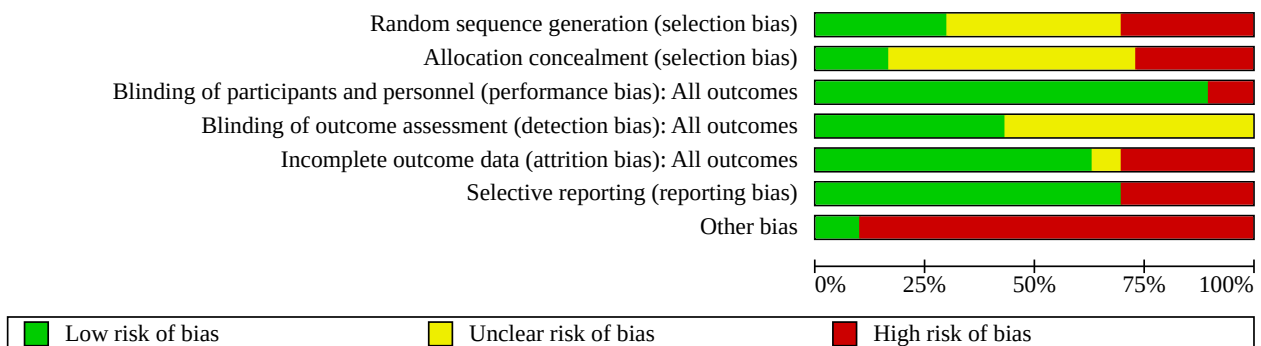 Random sequence generation (selection bias)
Allocation concealment (selection bias)
Blinding of participants and personnel (performance bias): All outcomes
Blinding of outcome assessment (detection bias): All outcomes
Incomplete outcome data (attrition bias): All outcomes
Selective reporting (reporting bias)
Other bias
0% 25% 50% 75% 100%
Low risk of bias Unclear risk of bias High risk of bias